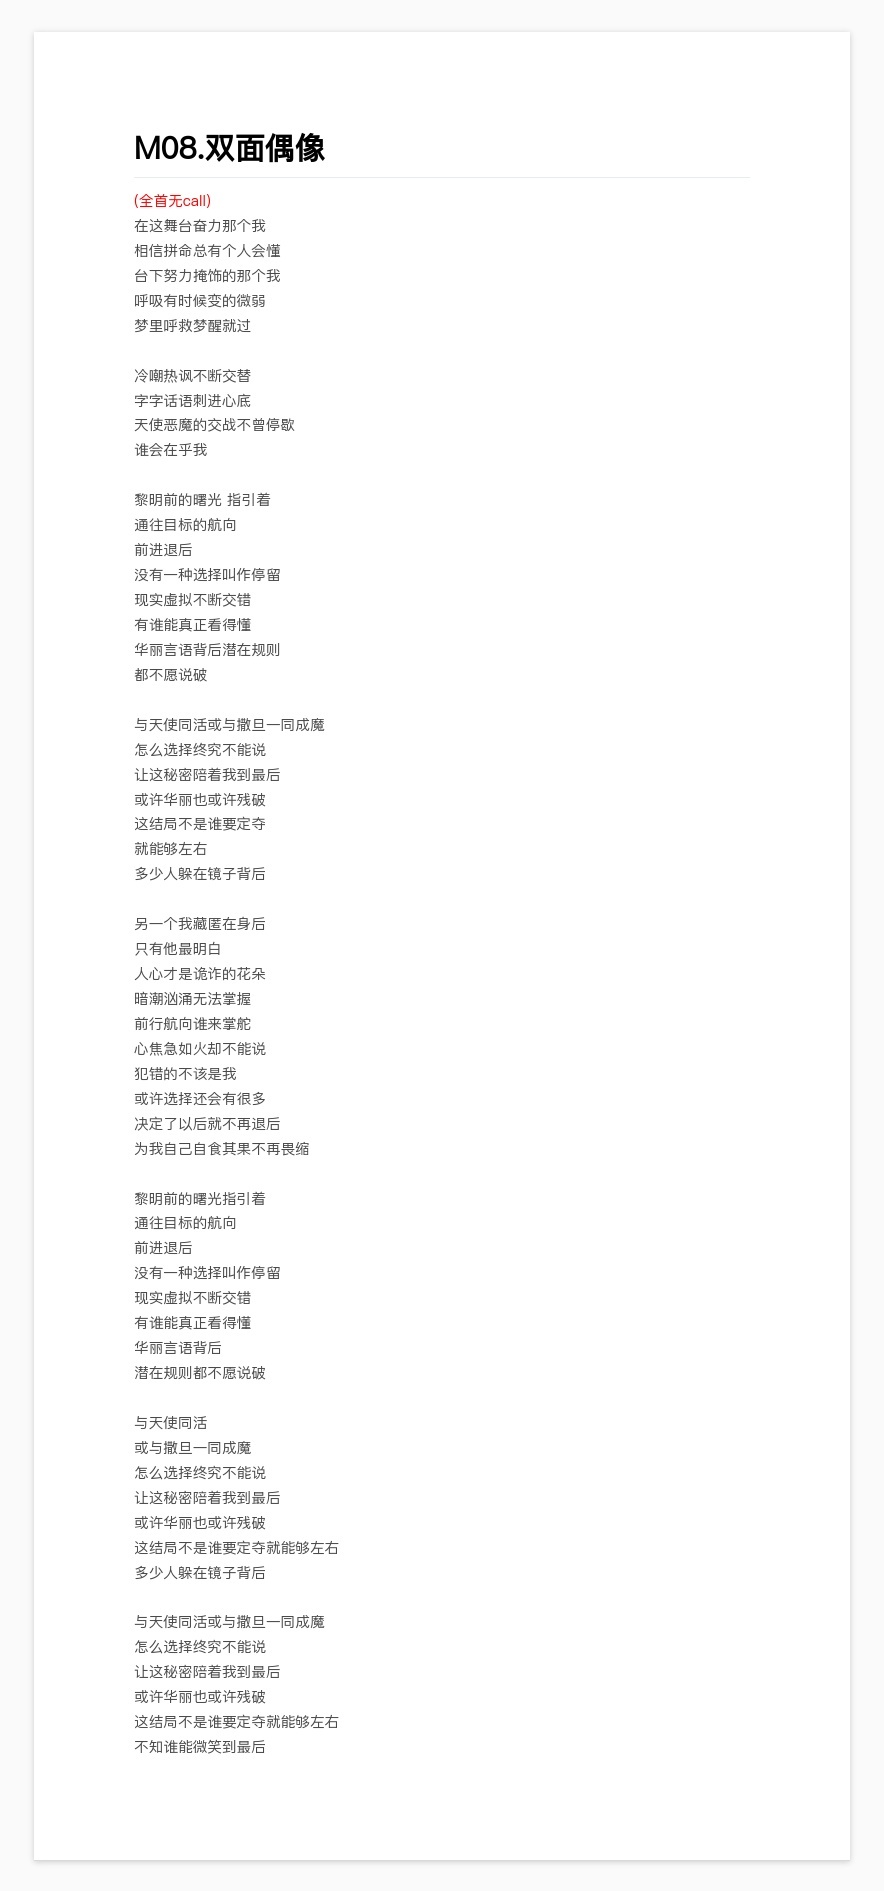 M08.双面偶像
(全首无call)
在这舞台奋力那个我
相信拼命总有个人会懂
台下努力掩饰的那个我
呼吸有时候变的微弱
梦里呼救梦醒就过
冷嘲热讽不断交替
字字话语刺进心底
天使恶魔的交战不曾停歇
谁会在乎我
黎明前的曙光 指引着
通往目标的航向
前进退后
没有一种选择叫作停留
现实虚拟不断交错
有谁能真正看得懂
华丽言语背后潜在规则
都不愿说破
与天使同活或与撒旦一同成魔
怎么选择终究不能说
让这秘密陪着我到最后
或许华丽也或许残破
这结局不是谁要定夺
就能够左右
多少人躲在镜子背后
另一个我藏匿在身后
只有他最明白
人心才是诡诈的花朵
暗潮汹涌无法掌握
前行航向谁来掌舵
心焦急如火却不能说
犯错的不该是我
或许选择还会有很多
决定了以后就不再退后
为我自己自食其果不再畏缩
黎明前的曙光指引着
通往目标的航向
前进退后
没有一种选择叫作停留
现实虚拟不断交错
有谁能真正看得懂
华丽言语背后
潜在规则都不愿说破
与天使同活
或与撒旦一同成魔
怎么选择终究不能说
让这秘密陪着我到最后
或许华丽也或许残破
这结局不是谁要定夺就能够左右
多少人躲在镜子背后
与天使同活或与撒旦一同成魔
怎么选择终究不能说
让这秘密陪着我到最后
或许华丽也或许残破
这结局不是谁要定夺就能够左右
不知谁能微笑到最后